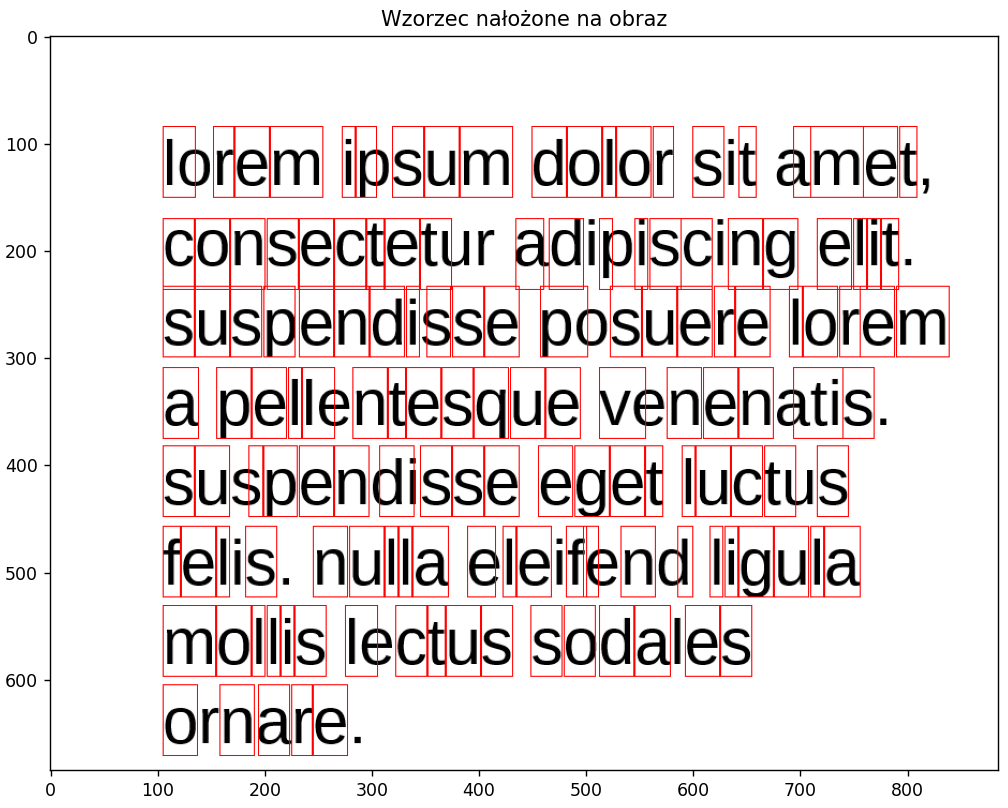 Wzorzec nałożone na obraz
0
100
200
300
400
500
600
lorem ipsum dolor sit amet,
consectetur adipiscing elit.
suspendisse posuere lorem
a pellentesque venenatis.
suspendisse eget luctus
felis. nulla eleifend ligula
mollis lectus sodales
ornare.
0 100 200 300 400 500 600 700 800